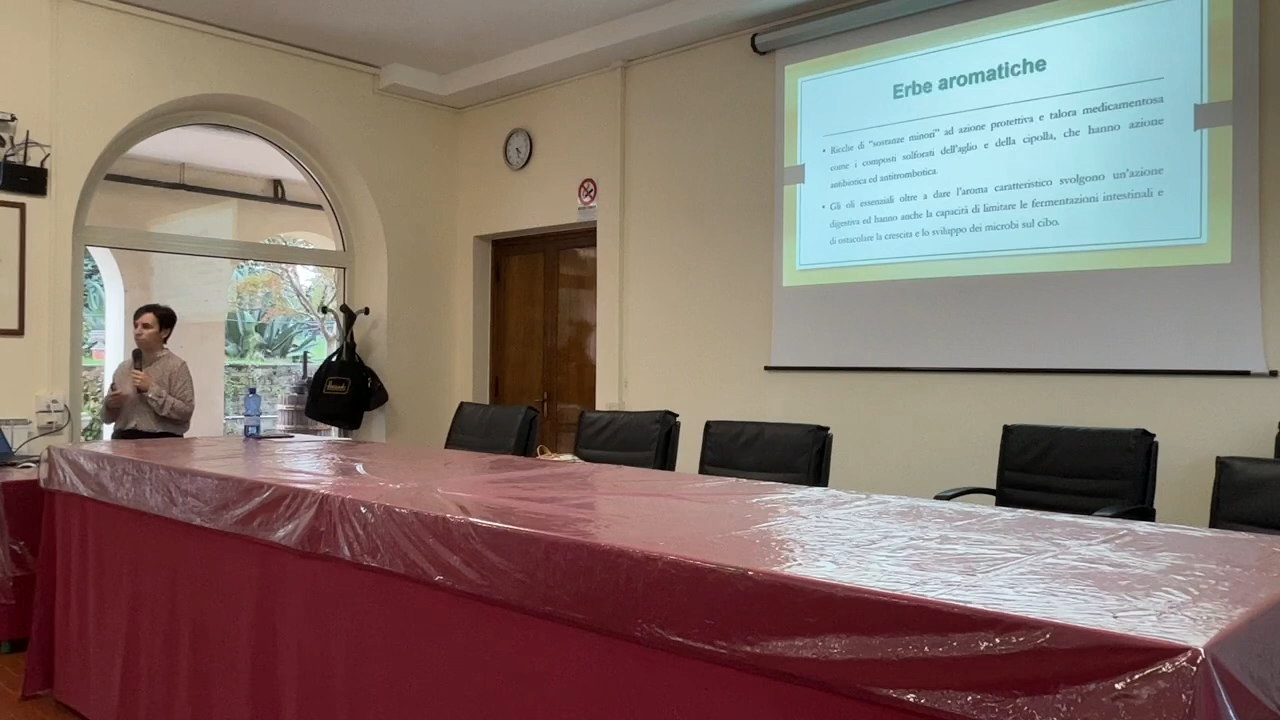 Erbe aromatiche
• Ricche di “sostanze minori” ad azione protettiva e talora medicamentosa
come i composti solforati dell’aglio e della cipolla, che hanno azione
antibiotica ed antitrombotica.
• Gli oli essenziali oltre a dare l’aroma caratteristico svolgono un’azione
digestiva ed hanno anche la capacità di limitare le fermentazioni intestinali e
di ostacolare la crescita e lo sviluppo dei microbi sul cibo.